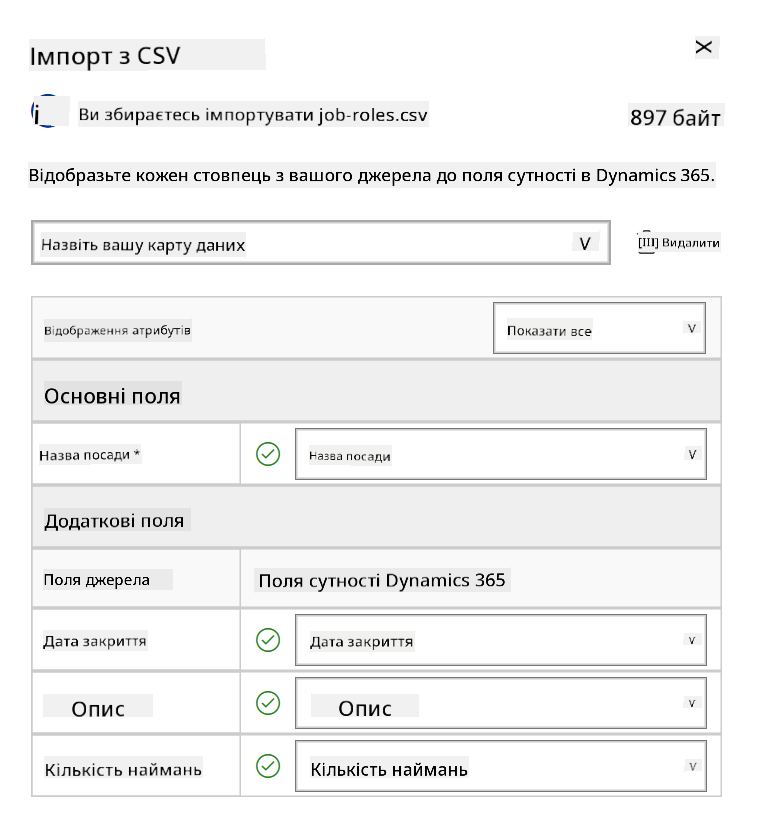 Імпорт з CSV
Ви збираєтесь імпортувати job-roles.csv
897 байт
Відобразьте кожен стовпець з вашого джерела до поля сутності в Dynamics 365.
Назвіть вашу карту даних
Видалити
Відображення атрибутів
Показати все
Основні поля
Назва посади *
Назва посади
Додаткові поля
Поля джерела
Поля сутності Dynamics 365
Дата закриття
Дата закриття
Опис
Опис
Кількість наймань
Кількість наймань